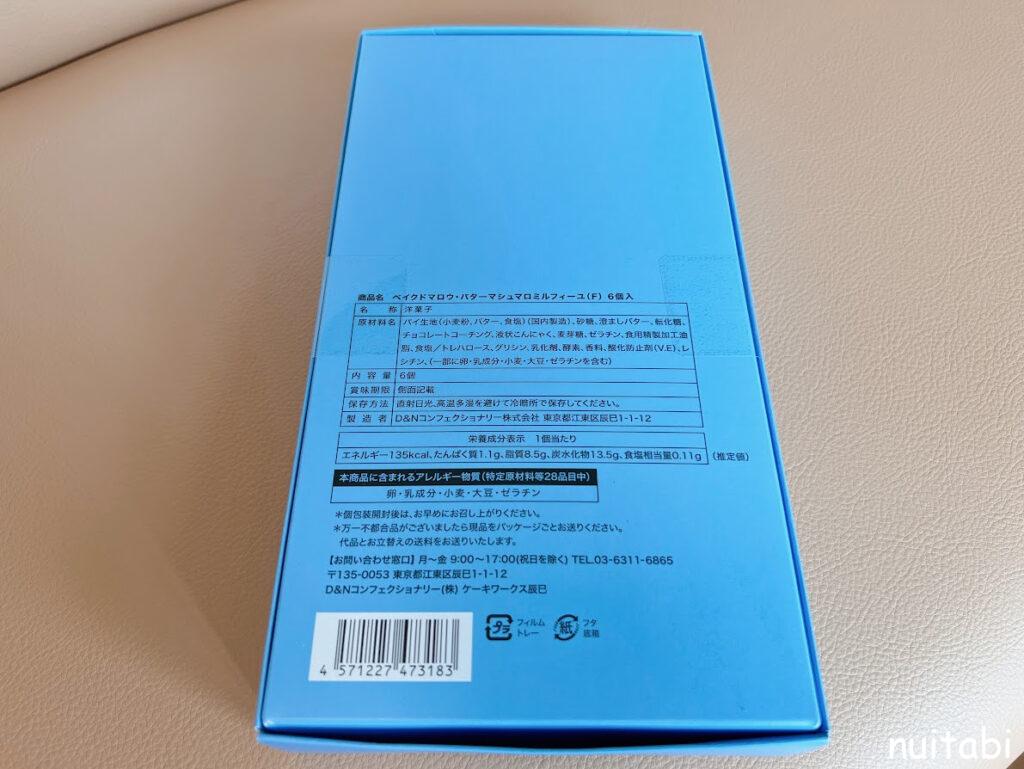 商品名 ベイクドマロウ・バターマシュマロミルフィーユ(F) 6個入
名称 洋菓子
原材料名 パイ生地(小麦粉、バター、食塩)(国内製造)、砂糖、澄ましバター、転化糖、
チョコレートコーチング、液状こんにゃく、麦芽糖、ゼラチン、食用精製加工油
脂、食塩/トレハロース、グリシン、乳化剤、酵素、香料、酸化防止剤(V.E)、レ
シチン、(一部に卵・乳成分・小麦・大豆・ゼラチンを含む)
内容量 6個
賞味期限 側面記載
保存方法 直射日光、高温多湿を避けて冷暗所で保存してください。
製造者 D&Nコンフェクショナリー株式会社 東京都江東区辰巳1-1-12
栄養成分表示 1個当たり
エネルギー135kcal、たんぱく質1.1g、脂質8.5g、炭水化物13.5g、食塩相当量0.11g (推定値)
本商品に含まれるアレルギー物質(特定原材料等28品目中)
卵・乳成分・小麦・大豆・ゼラチン
*個包装開封後は、お早めにお召し上がりください。
*万一不都合品がございましたら現品をパッケージごとお送りください。
代品とお立替えの送料をお送りいたします。
【お問い合わせ窓口】月〜金 9:00〜17:00(祝日を除く) TEL.03-6311-6865
〒135-0053 東京都江東区辰巳1-1-12
D&Nコンフェクショナリー(株) ケーキワークス辰巳
プラ フィルム トレー 紙 フタ 底箱
4 571227 473183
nuitabi